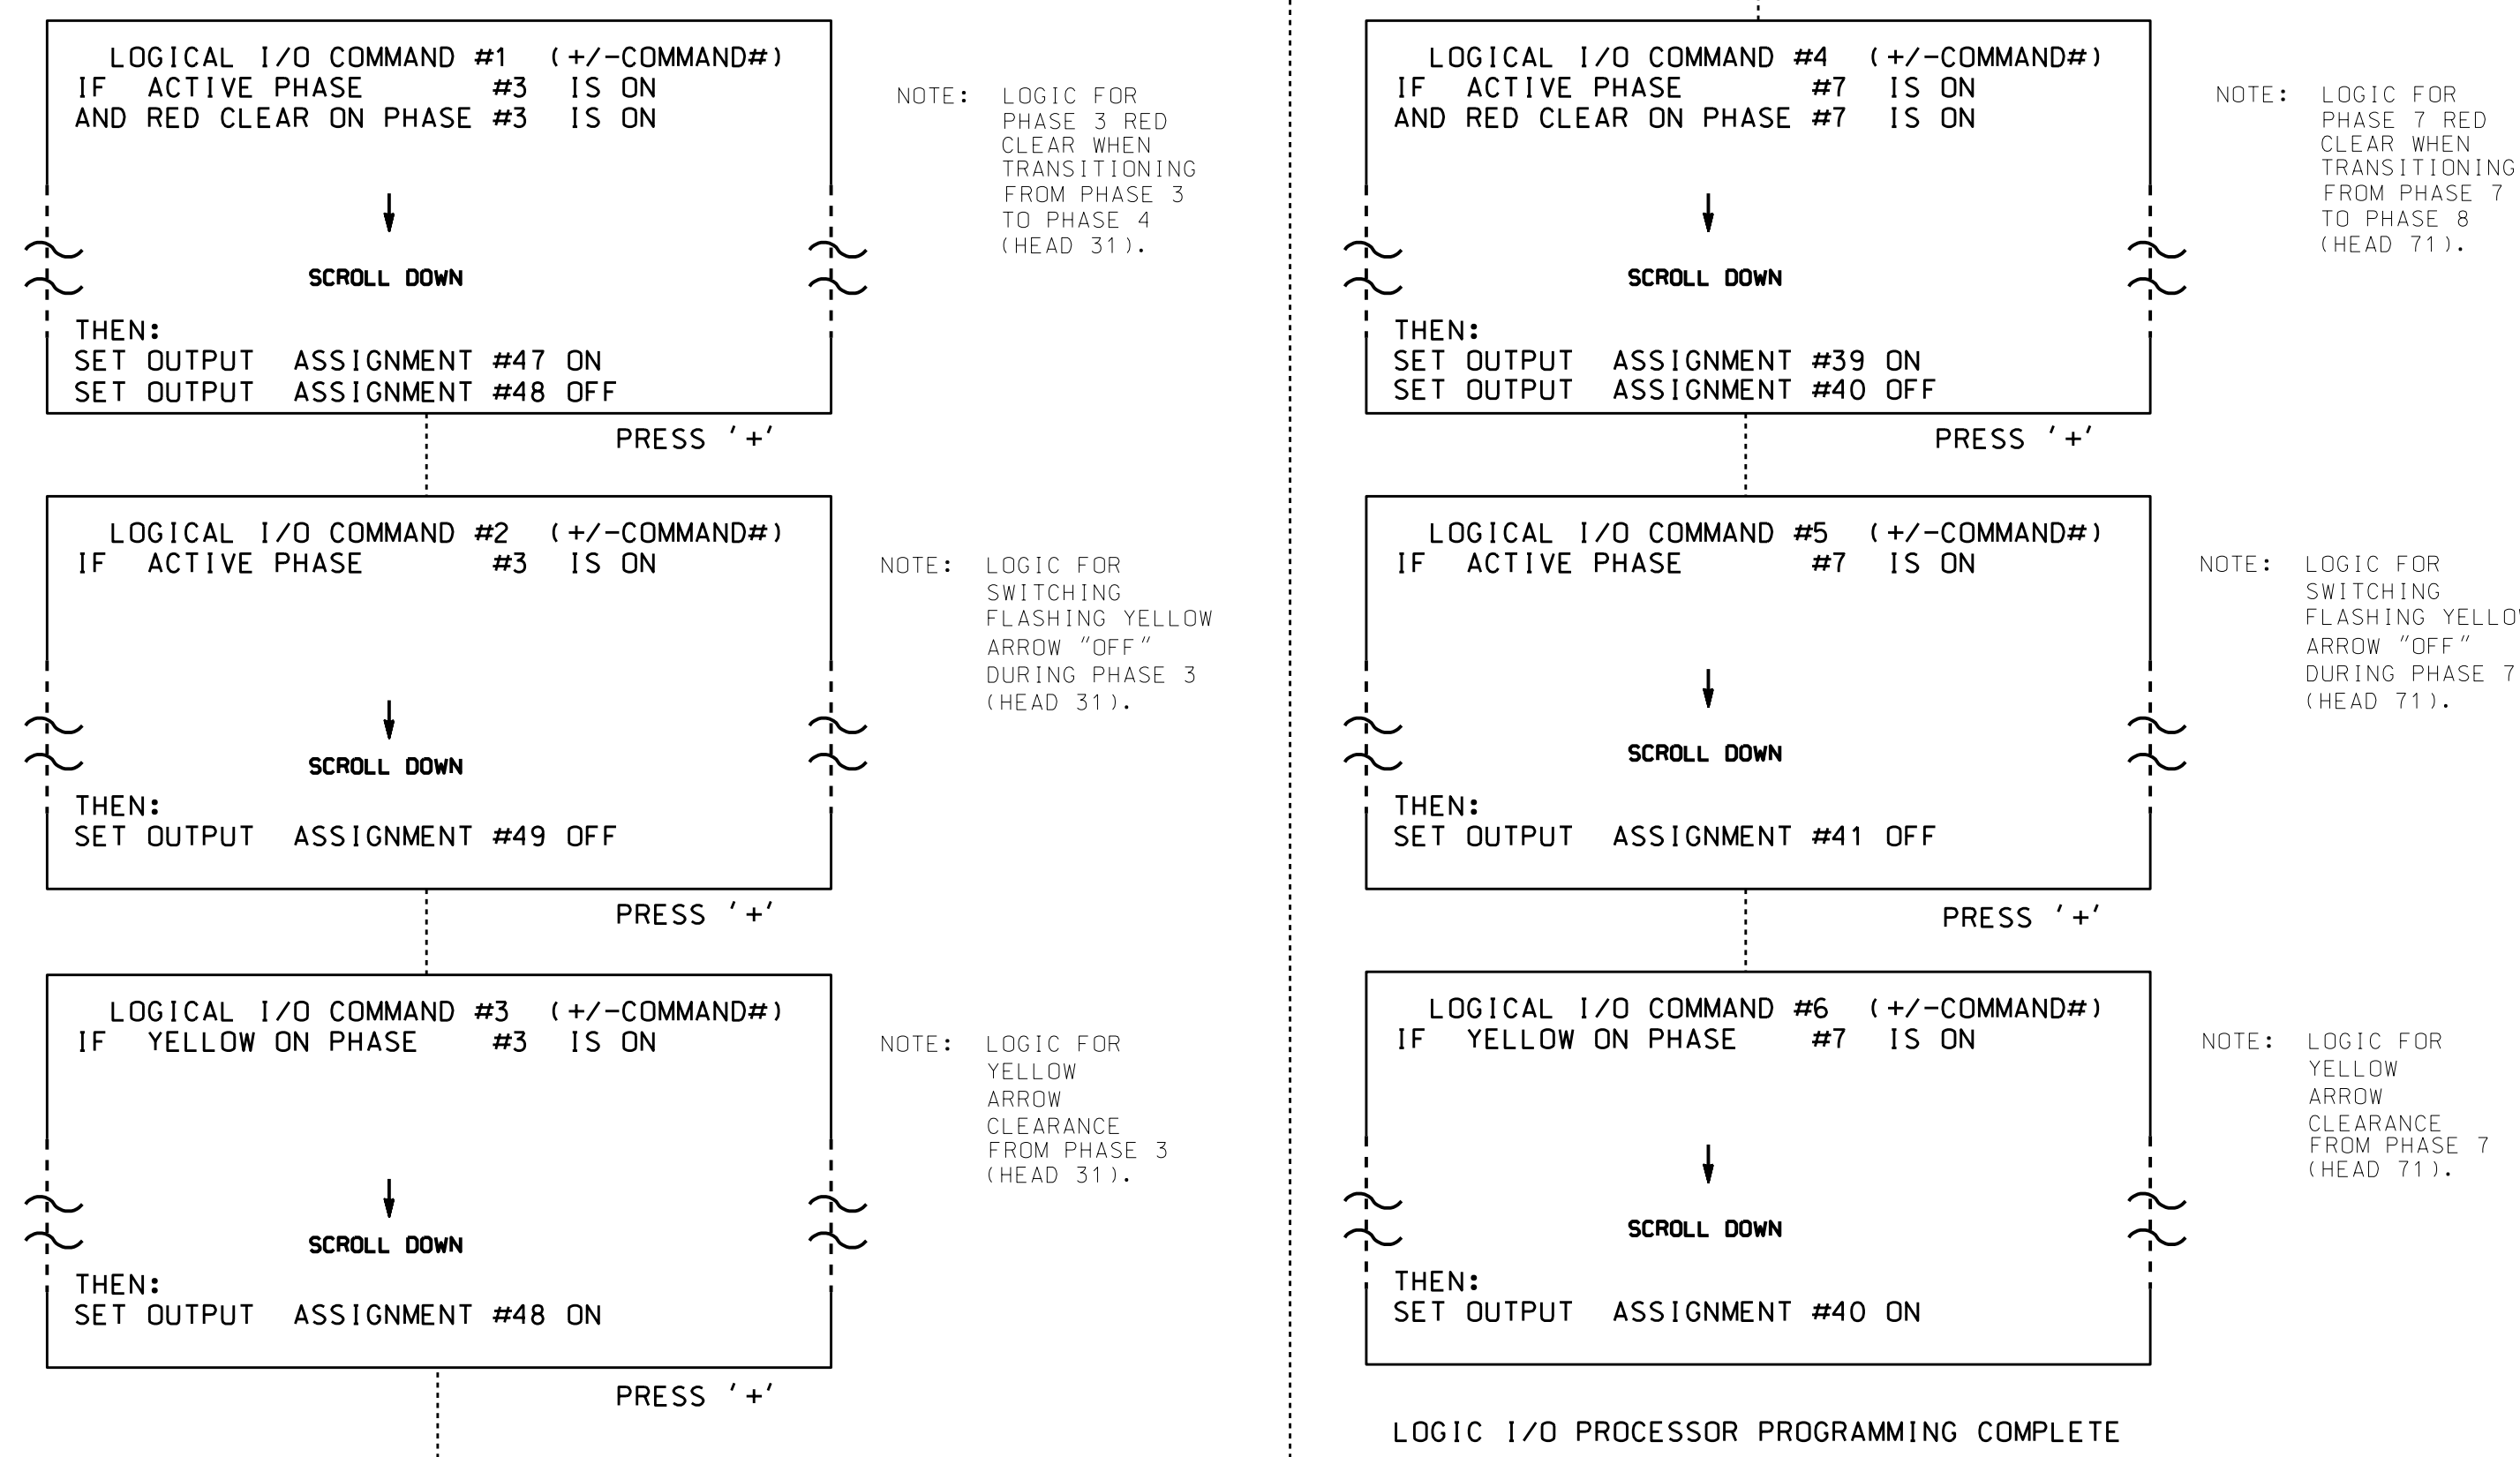 LOGICAL I/O COMMAND #1 (+/-COMMAND#)
IF ACTIVE PHASE #3 IS ON
AND RED CLEAR ON PHASE #3 IS ON
SCROLL DOWN
THEN:
SET OUTPUT ASSIGNMENT #47 ON
SET OUTPUT ASSIGNMENT #48 OFF
NOTE: LOGIC FOR
PHASE 3 RED
CLEAR WHEN
TRANSITIONING
FROM PHASE 3
TO PHASE 4
(HEAD 31).
PRESS '+'
LOGICAL I/O COMMAND #2 (+/-COMMAND#)
IF ACTIVE PHASE #3 IS ON
SCROLL DOWN
THEN:
SET OUTPUT ASSIGNMENT #49 OFF
NOTE: LOGIC FOR
SWITCHING
FLASHING YELLOW
ARROW "OFF"
DURING PHASE 3
(HEAD 31).
PRESS '+'
LOGICAL I/O COMMAND #3 (+/-COMMAND#)
IF YELLOW ON PHASE #3 IS ON
SCROLL DOWN
THEN:
SET OUTPUT ASSIGNMENT #48 ON
NOTE: LOGIC FOR
YELLOW
ARROW
CLEARANCE
FROM PHASE 3
(HEAD 31).
PRESS '+'
LOGICAL I/O COMMAND #4 (+/-COMMAND#)
IF ACTIVE PHASE #7 IS ON
AND RED CLEAR ON PHASE #7 IS ON
SCROLL DOWN
THEN:
SET OUTPUT ASSIGNMENT #39 ON
SET OUTPUT ASSIGNMENT #40 OFF
NOTE: LOGIC FOR
PHASE 7 RED
CLEAR WHEN
TRANSITIONING
FROM PHASE 7
TO PHASE 8
(HEAD 71).
PRESS '+'
LOGICAL I/O COMMAND #5 (+/-COMMAND#)
IF ACTIVE PHASE #7 IS ON
SCROLL DOWN
THEN:
SET OUTPUT ASSIGNMENT #41 OFF
NOTE: LOGIC FOR
SWITCHING
FLASHING
ARROW "OFF"
DURING PHASE 7
(HEAD 71).
PRESS '+'
LOGICAL I/O COMMAND #6 (+/-COMMAND#)
IF YELLOW ON PHASE #7 IS ON
SCROLL DOWN
THEN:
SET OUTPUT ASSIGNMENT #40 ON
NOTE: LOGIC FOR
YELLOW
ARROW
CLEARANCE
FROM PHASE 7
(HEAD 71).
LOGIC I/O PROCESSOR PROGRAMMING COMPLETE